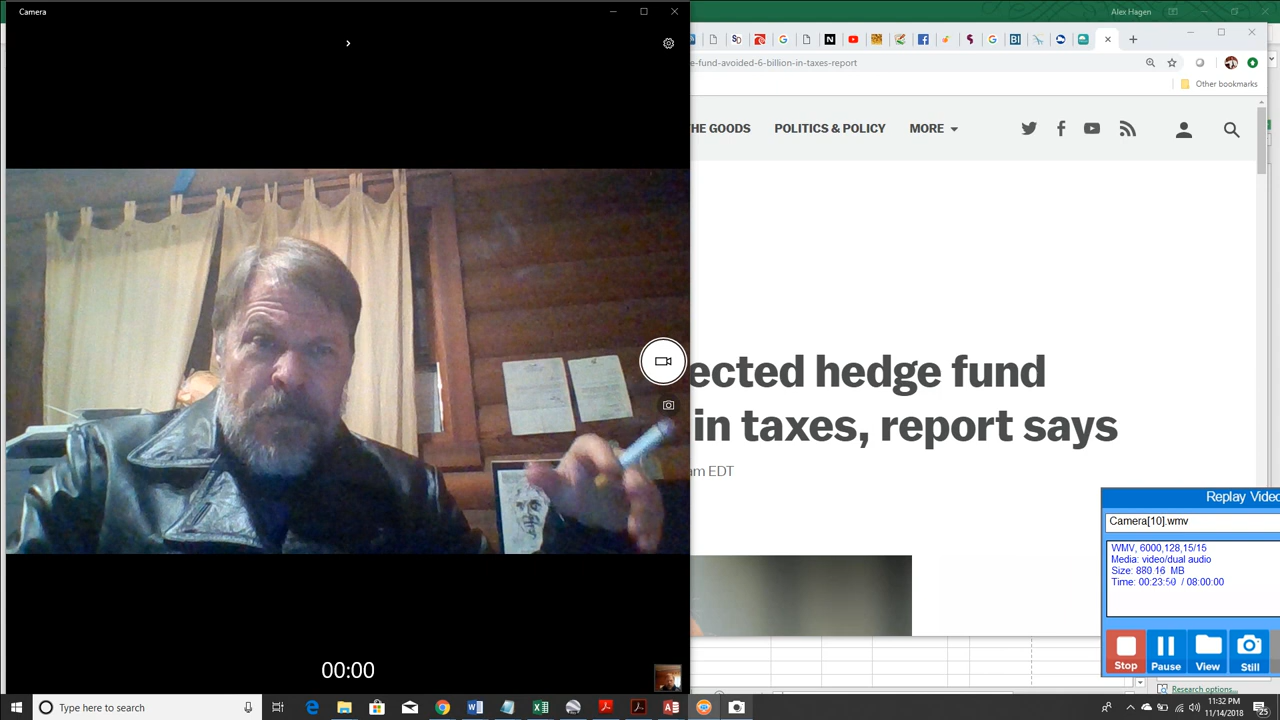 Camera
Alex Hagen
e-fund-avoided-6-billion-in-taxes-report
Other bookmarks
HE GOODS
POLITICS & POLICY
MORE
ected hedge fund
in taxes, report says
m EDT
Replay Video
Camera[10].wmv
WMV, 6000,128,15/15
Media: video/dual audio
Size: 880.16 MB
Time: 00:23:50 / 08:00:00
Stop
Pause
View
Still
00:00
Research options...
Type here to search
11:32 PM
11/14/2018
25